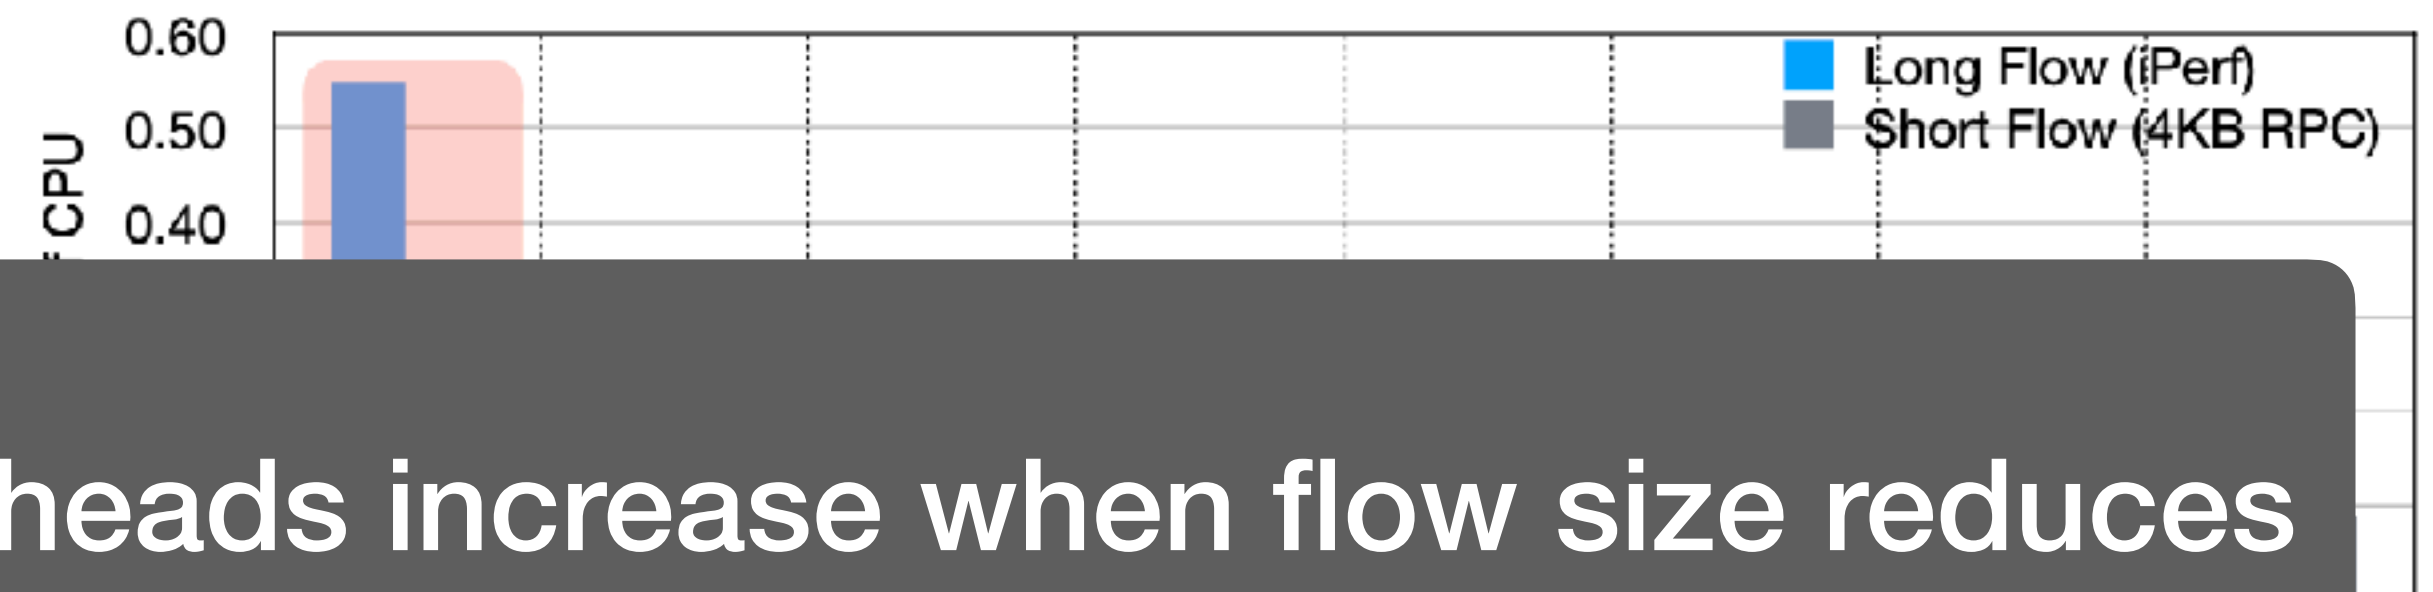 0.60
0.50
0.40
CPU
Long Flow (iPerf)
Short Flow (4KB RPC)
heads increase when flow size reduces